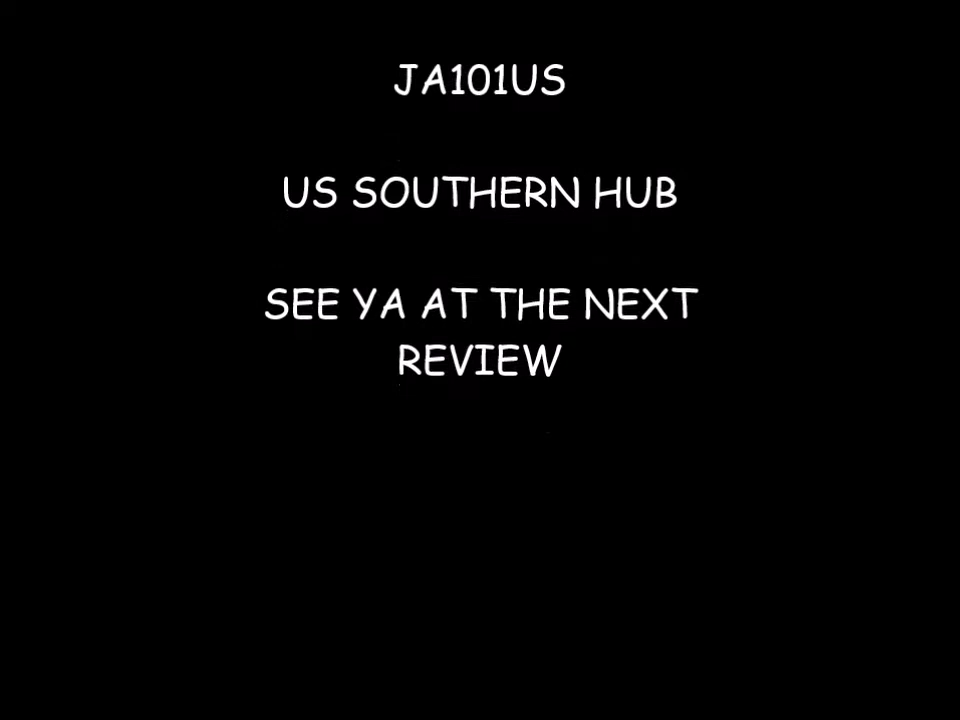 JA101US
US SOUTHERN HUB
SEE YA AT THE NEXT
REVIEW